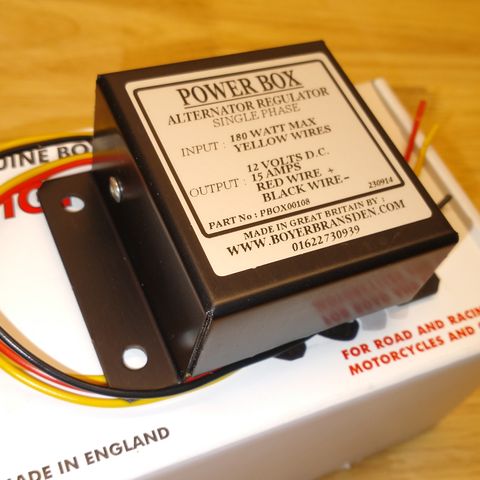 POWER BOX
ALTERNATOR REGULATOR
SINGLE PHASE
INPUT : 180 WATT MAX
YELLOW WIRES
12 VOLTS D.C.
OUTPUT : 15 AMPS
RED WIRE +
BLACK WIRE -
230914
PART NO : PBOX00108
MADE IN GREAT BRITAIN BY :
WWW.BOYERBRANSDEN.COM
01622730939
FOR ROAD AND RACIN
MOTORCYCLES AND
MADE IN ENGLAND